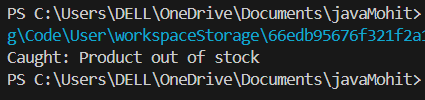 PS C:\Users\DELL\OneDrive\Documents\javaMohit>
g\Code\User\workspaceStorage\66edb95676f321f2a
Caught: Product out of stock
PS C:\Users\DELL\OneDrive\Documents\javaMohit>